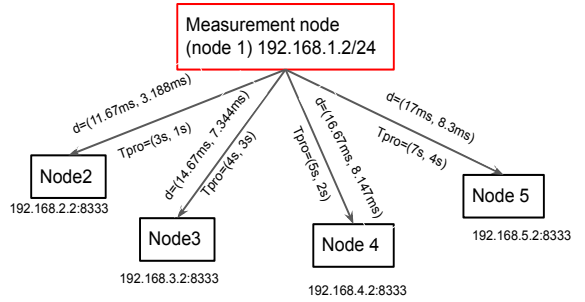 Measurement node
(node 1) 192.168.1.2/24
d=(11.67ms, 3.188ms)
Tpro=(3s, 1s)
d=(14.67ms, 7.344ms)
Tpro=(4s, 3s)
d=(16.67ms, 8.147ms)
Tpro=(5s, 2s)
d=(17ms, 8.3ms)
Tpro=(7s, 4s)
Node2
192.168.2.2:8333
Node3
192.168.3.2:8333
Node 4
192.168.4.2:8333
Node 5
192.168.5.2:8333